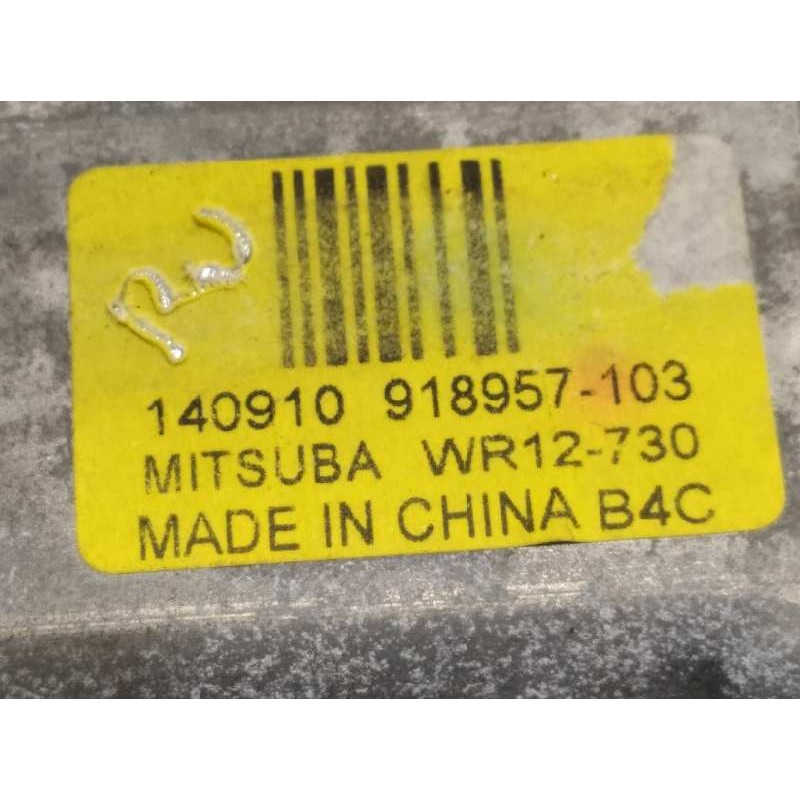 140910 918957-103
MITSUBA WR12-730
MADE IN CHINA B4C